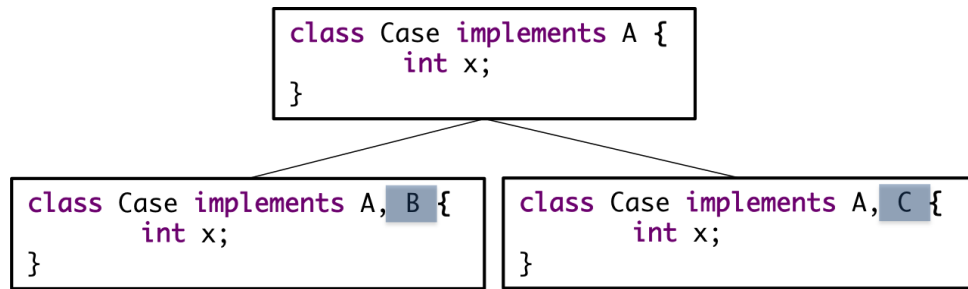 class Case implements A {
int x;
}
class Case implements A, B {
int x;
}
class Case implements A, C {
int x;
}